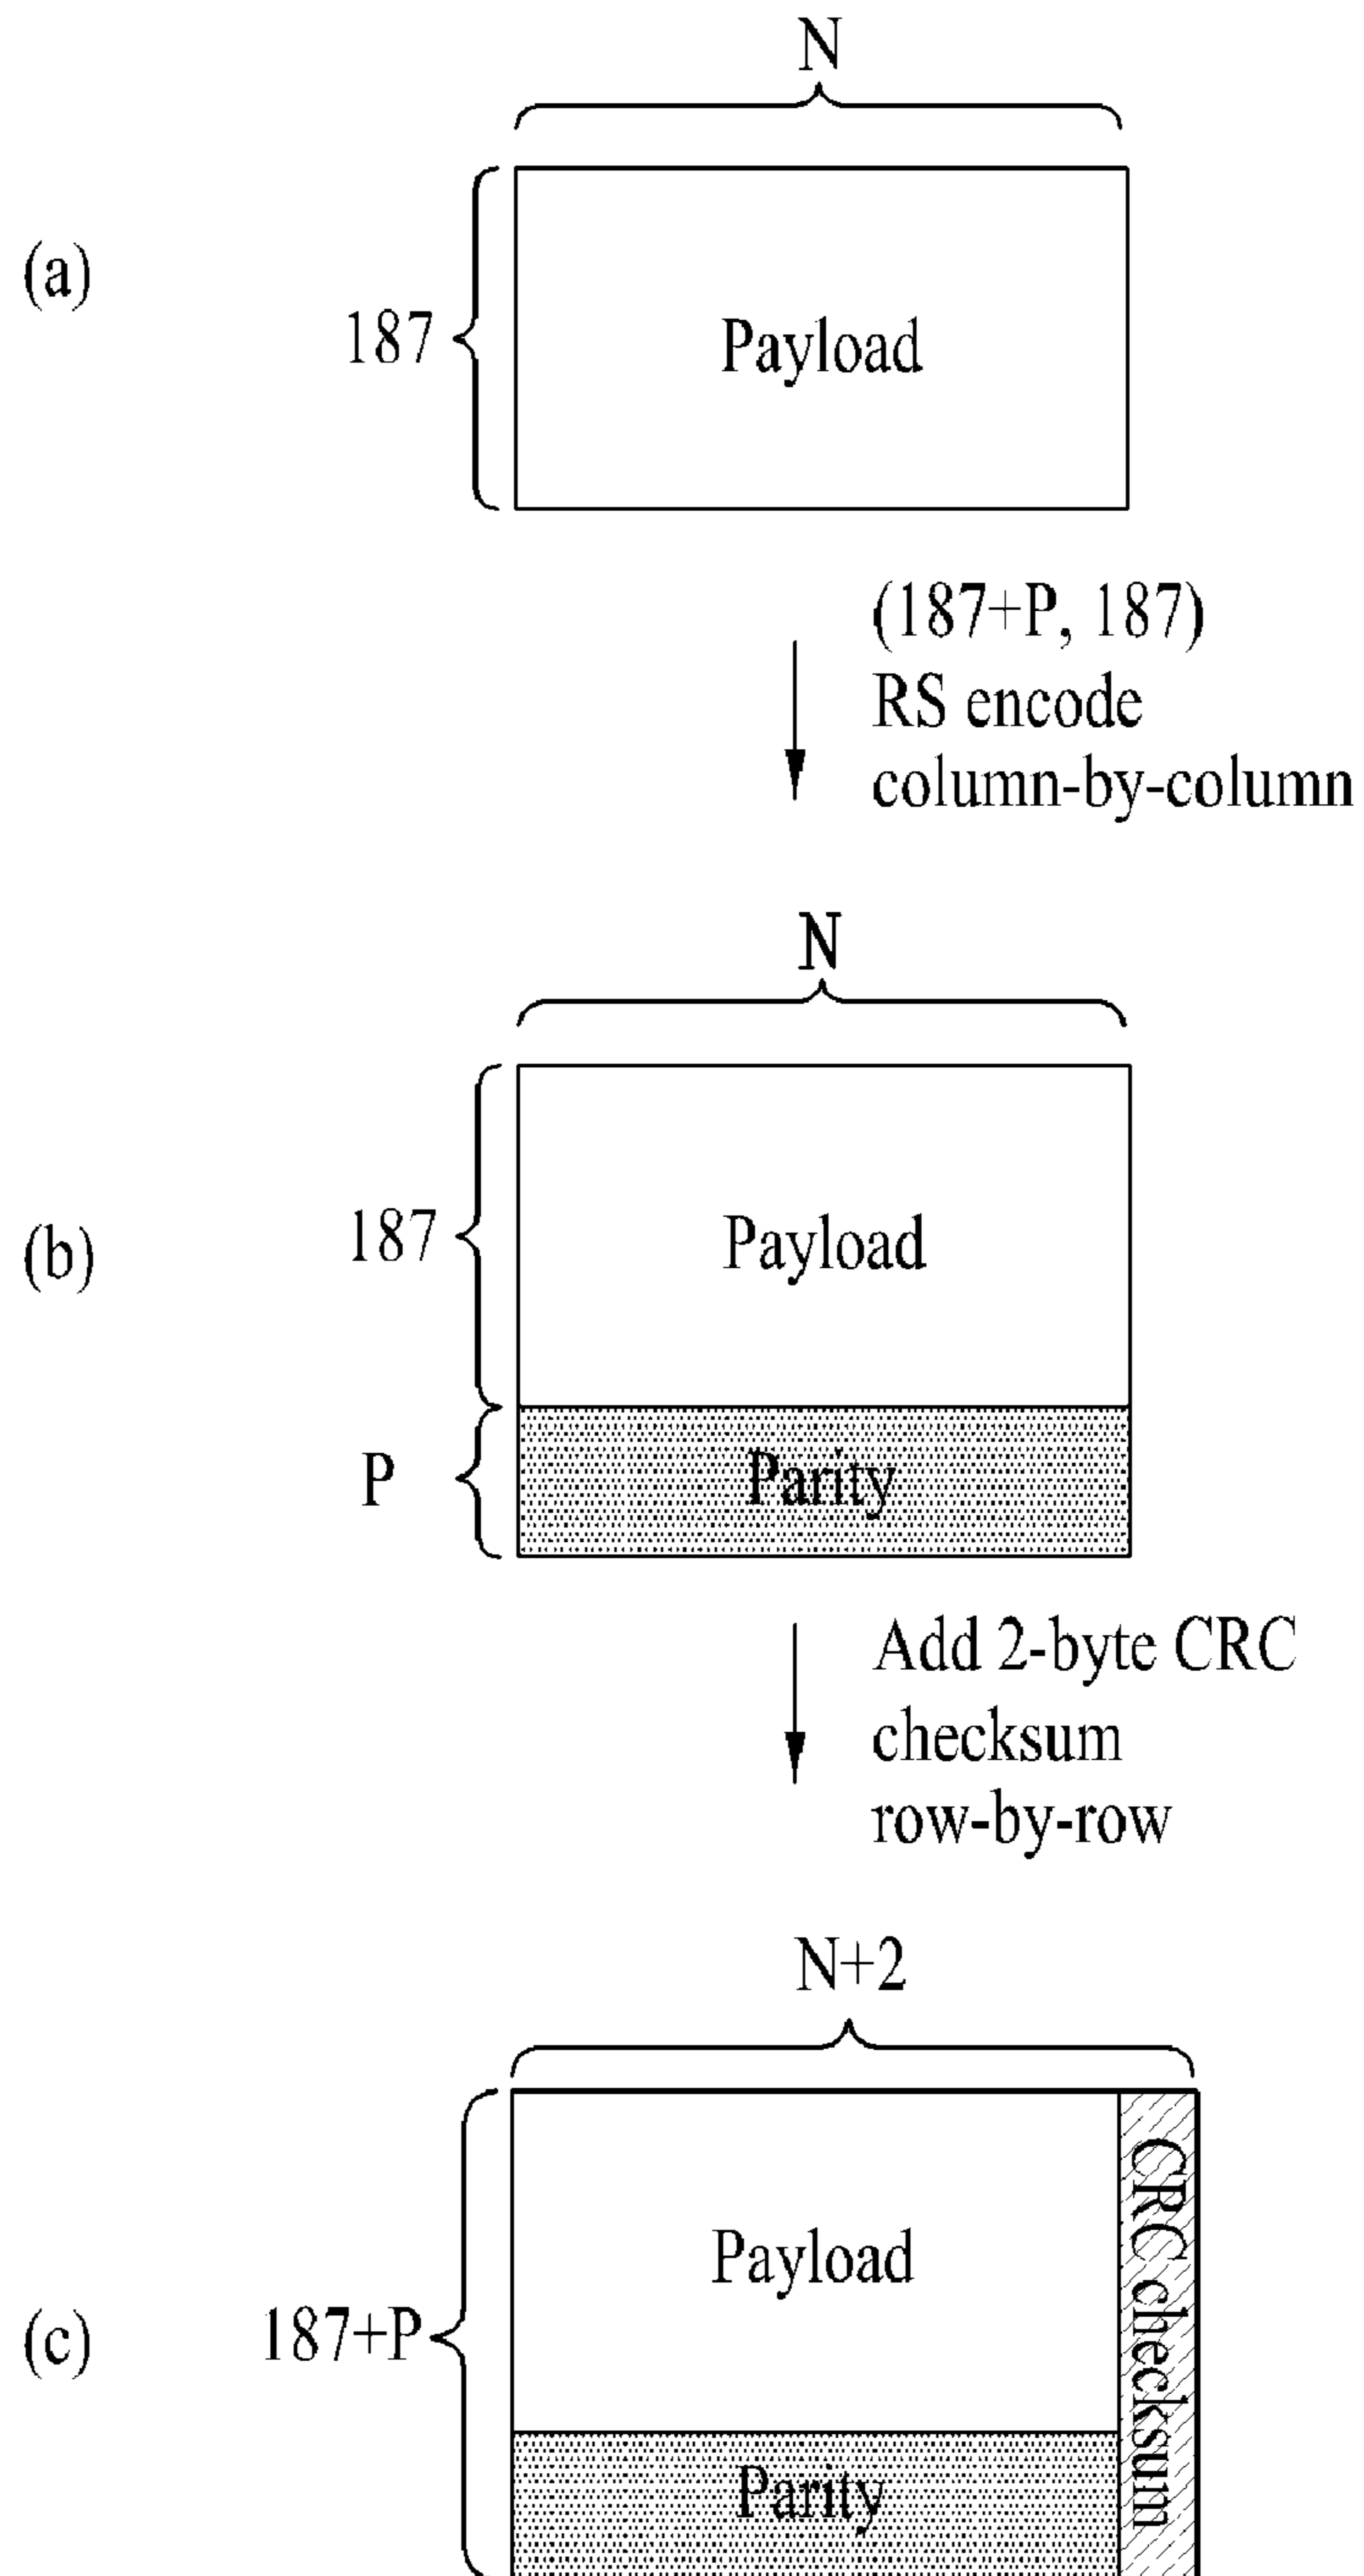 N
(a)
187
Payload
(187+P, 187)
RS encode
column-by-column
N
(b)
187
Payload
P
Parity
Add 2-byte CRC
checksum
row-by-row
N+2
(c)
187+P
Payload
CRC checksum
Parity